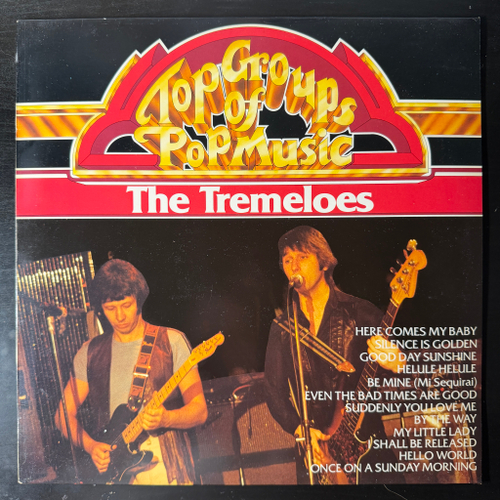 Top Groups
of
Pop Music
The Tremeloes
HERE COMES MY BABY
SILENCE IS GOLDEN
GOOD DAY SUNSHINE
HELULE HELULE
BE MINE (Mi Sequirai)
EVEN THE BAD TIMES ARE GOOD
SUDDENLY YOU LOVE ME
BY THE WAY
MY LITTLE LADY
I SHALL BE RELEASED
HELLO WORLD
ONCE ON A SUNDAY MORNING